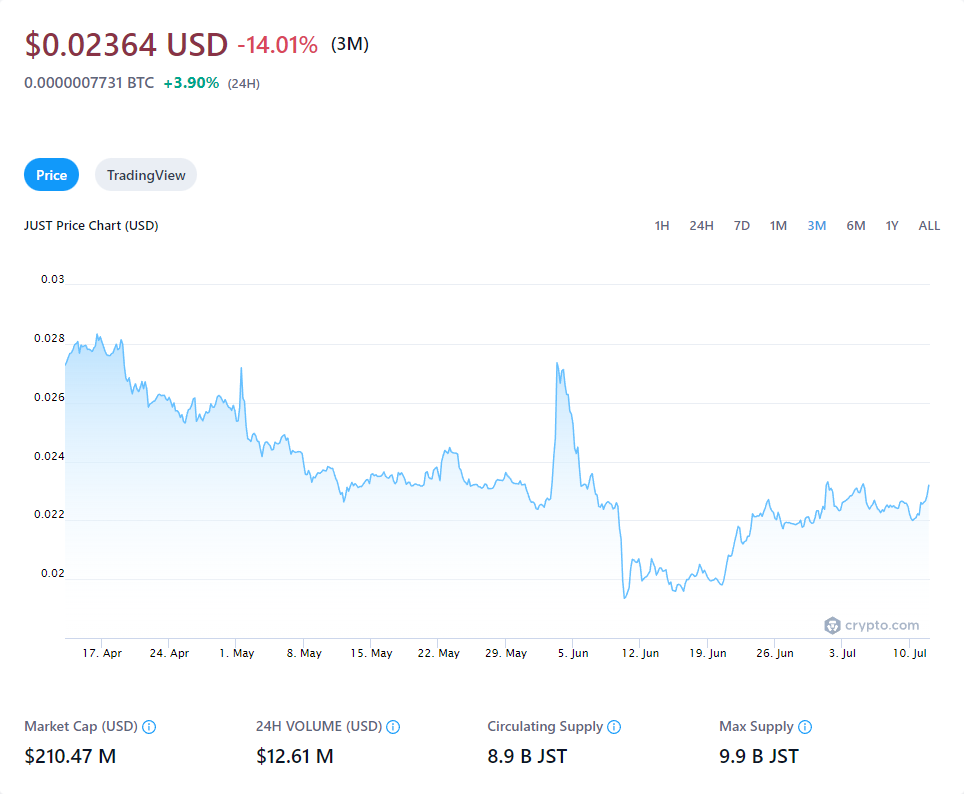 $0.02364 USD -14.01% (3M)
0.0000007731 BTC +3.90% (24H)
Price TradingView
JUST Price Chart (USD) 1H 24H 7D 1M 3M 6M 1Y ALL
0.03
0.028
0.026
0.024
0.022
0.02
crypto.com
17. Apr 24. Apr 1. May 8. May 15. May 22. May 29. May 5. Jun 12. Jun 19. Jun 26. Jun 3. Jul 10. Jul
Market Cap (USD) 24H VOLUME (USD) Circulating Supply Max Supply
$210.47 M $12.61 M 8.9 B JST 9.9 B JST